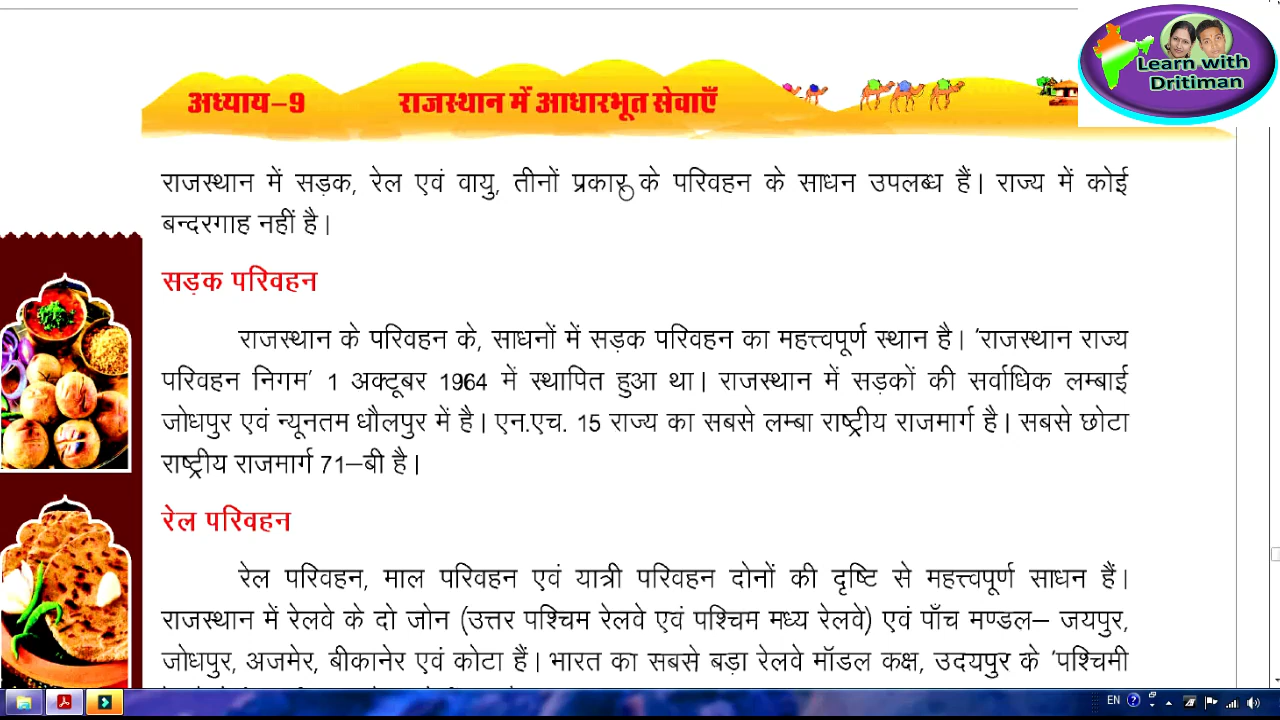 Learn with
Dritiman
अध्याय–9 राजस्थान में आधारभूत सेवाएँ
राजस्थान में सड़क, रेल एवं वायु, तीनों प्रकार के परिवहन के साधन उपलब्ध हैं। राज्य में कोई
बन्दरगाह नहीं है।
सड़क परिवहन
राजस्थान के परिवहन के, साधनों में सड़क परिवहन का महत्त्वपूर्ण स्थान है। 'राजस्थान राज्य
परिवहन निगम' 1 अक्टूबर 1964 में स्थापित हुआ था। राजस्थान में सड़कों की सर्वाधिक लम्बाई
जोधपुर एवं न्यूनतम धौलपुर में है। एन.एच. 15 राज्य का सबसे लम्बा राष्ट्रीय राजमार्ग है। सबसे छोटा
राष्ट्रीय राजमार्ग 71–बी है।
रेल परिवहन
रेल परिवहन, माल परिवहन एवं यात्री परिवहन दोनों की दृष्टि से महत्त्वपूर्ण साधन हैं।
राजस्थान में रेलवे के दो जोन (उत्तर पश्चिम रेलवे एवं पश्चिम मध्य रेलवे) एवं पाँच मण्डल– जयपुर,
जोधपुर, अजमेर, बीकानेर एवं कोटा हैं। भारत का सबसे बड़ा रेलवे मॉडल कक्ष, उदयपुर के 'पश्चिमी
EN